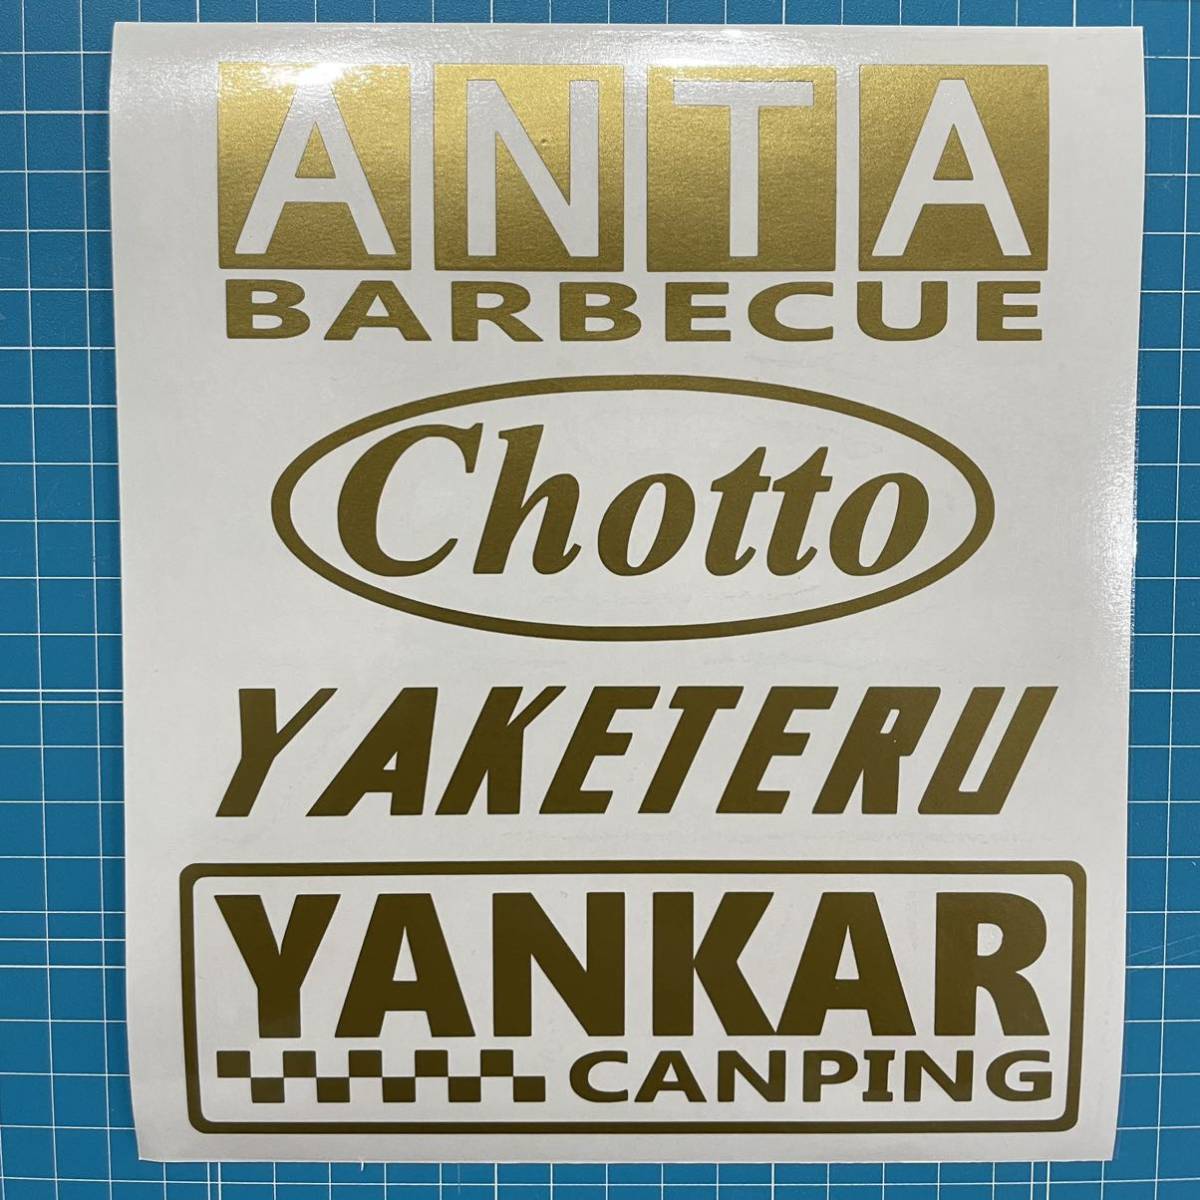 ANTA
BARBECUE
Chotto
YAKETERU
YANKAR
CANPING